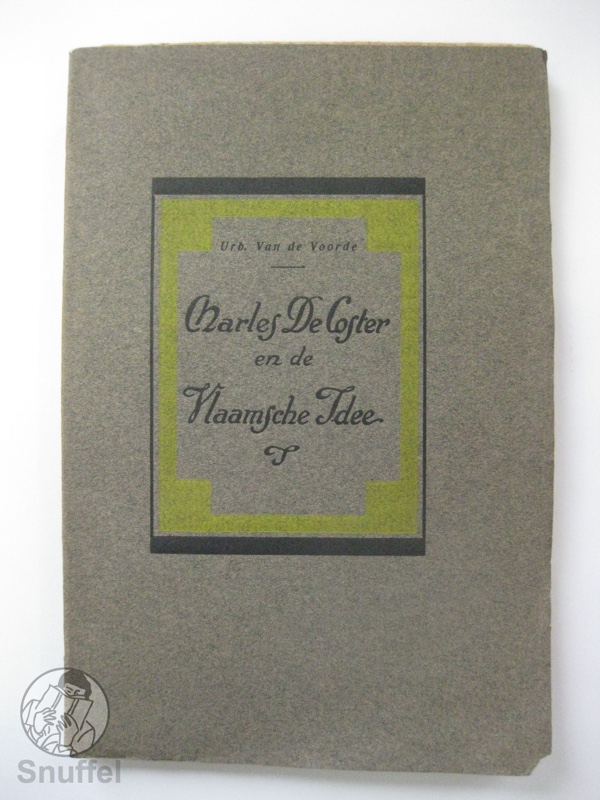 Urb. Van de Voorde
Charles De Coster
en de
Vlaamsche Idee
Snuffel